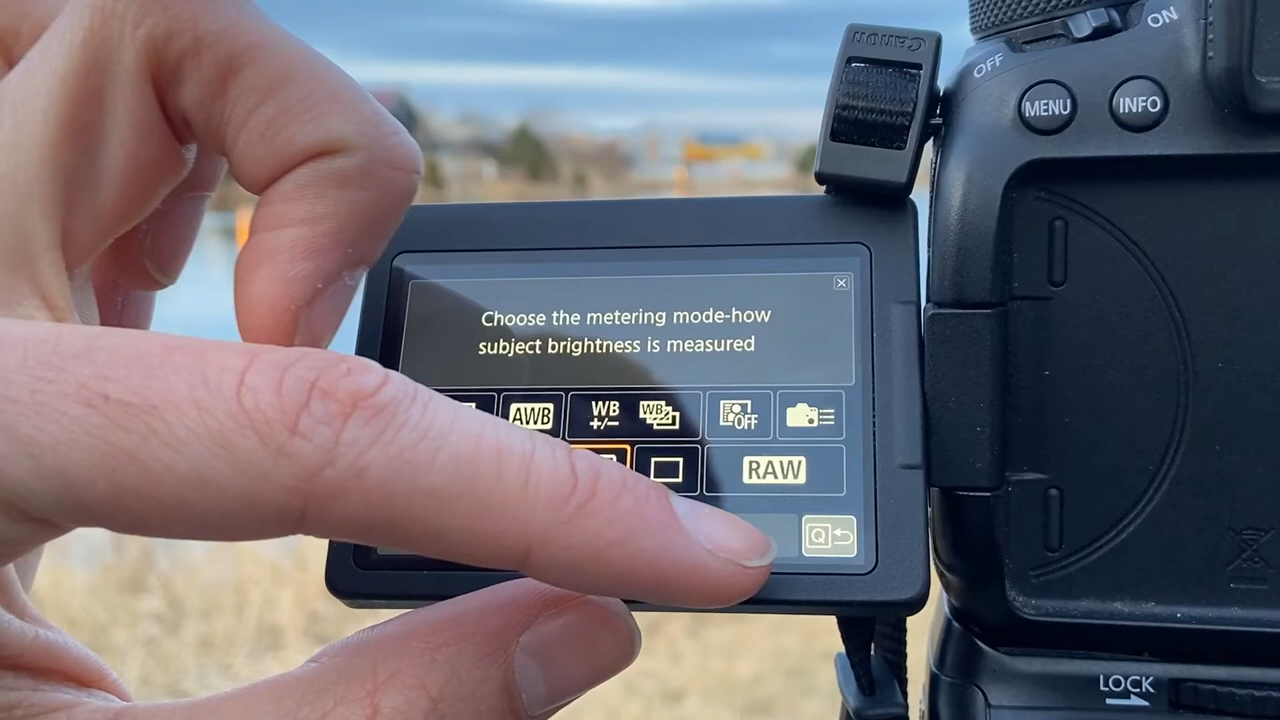 Canon
ON
OFF
MENU
INFO
Choose the metering mode-how
subject brightness is measured
AWB
WB
+/-
WB
OFF
RAW
Q
LOCK